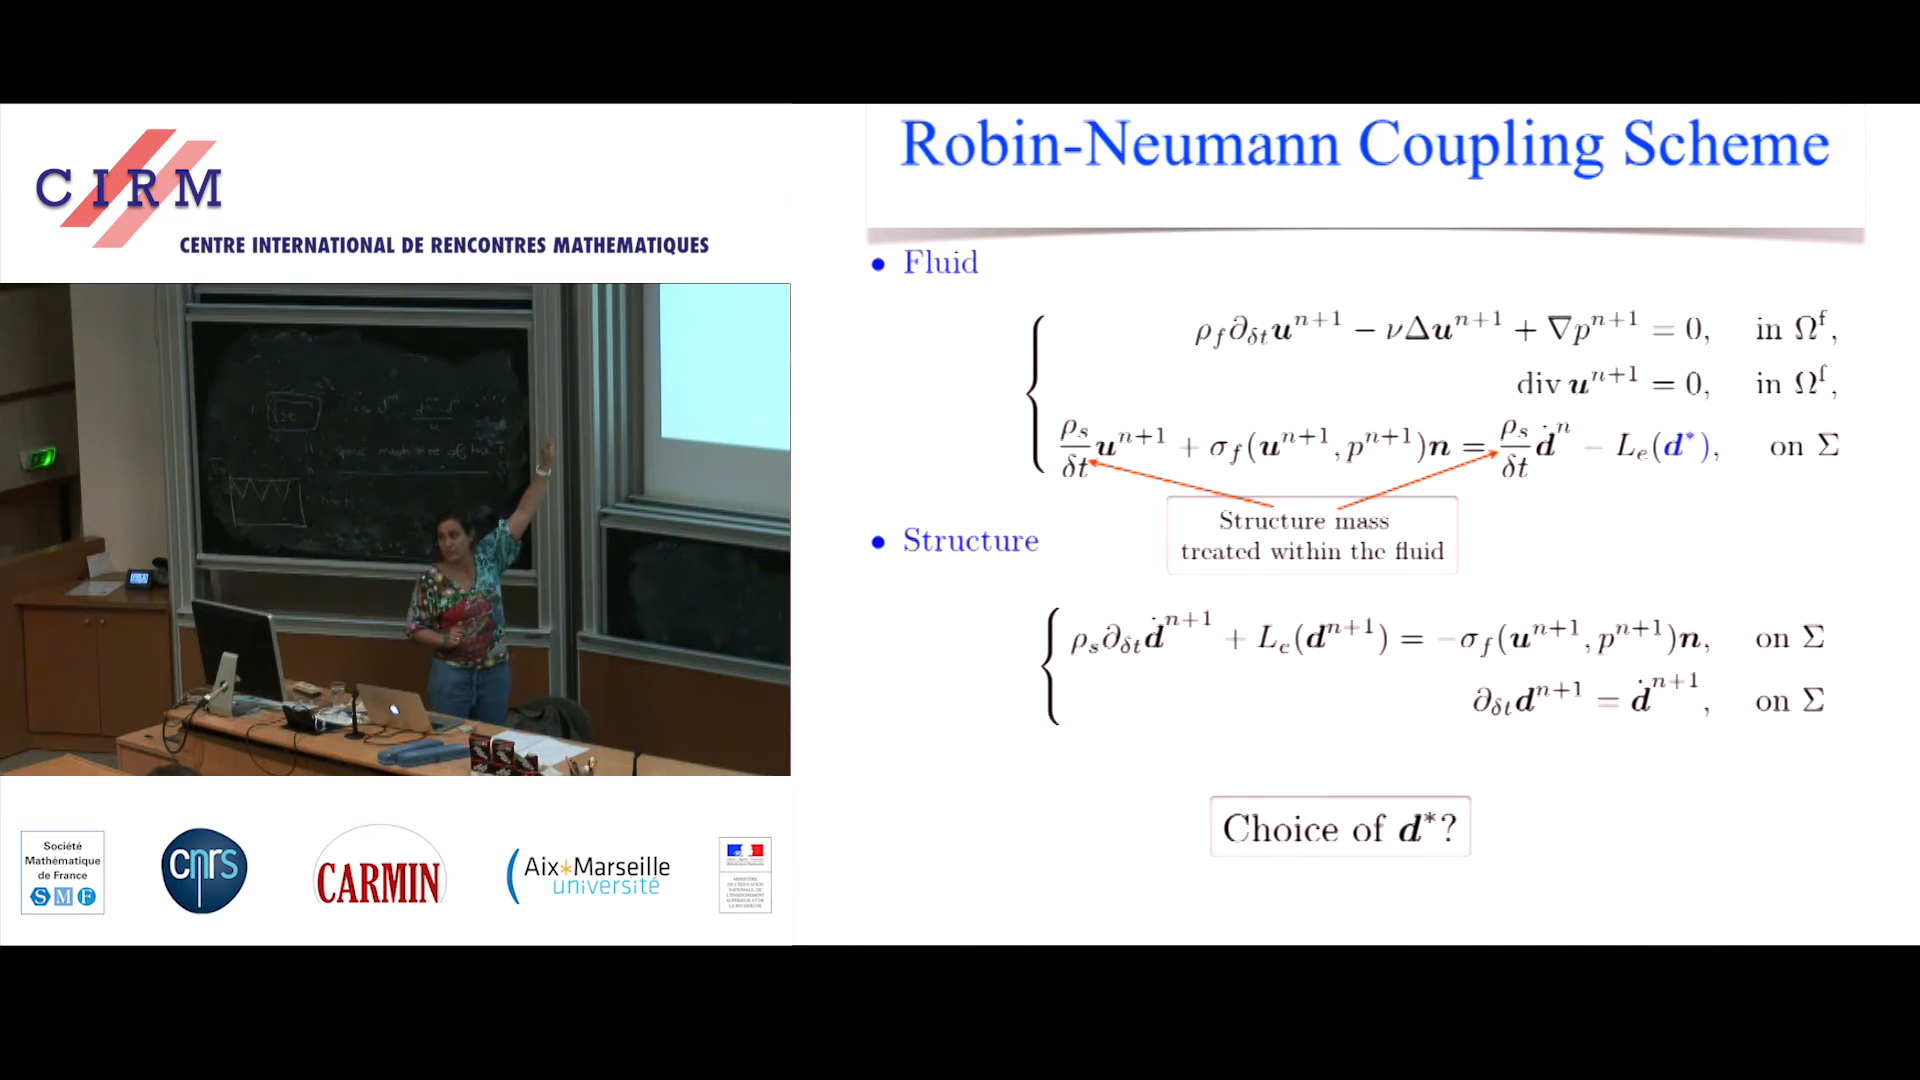 CIRM
CENTRE INTERNATIONAL DE RENCONTRES MATHEMATIQUES
Robin-Neumann Coupling Scheme
• Fluid
ρ_f ∂_δt u^{n+1} − νΔu^{n+1} + ∇p^{n+1} = 0, in Ω^f,
div u^{n+1} = 0, in Ω^f,
ρ_s/δt u^{n+1} + σ_f(u^{n+1}, p^{n+1})n = ρ_s/δt ḋ^n − L_e(d*), on Σ
Structure mass
treated within the fluid
• Structure
ρ_s ∂_δt ḋ^{n+1} + L_e(d^{n+1}) = −σ_f(u^{n+1}, p^{n+1})n, on Σ
∂_δt d^{n+1} = ḋ^{n+1}, on Σ
Choice of d*?
Société
Mathématique
de France
SMF
cnrs
CARMIN
Aix*Marseille
université